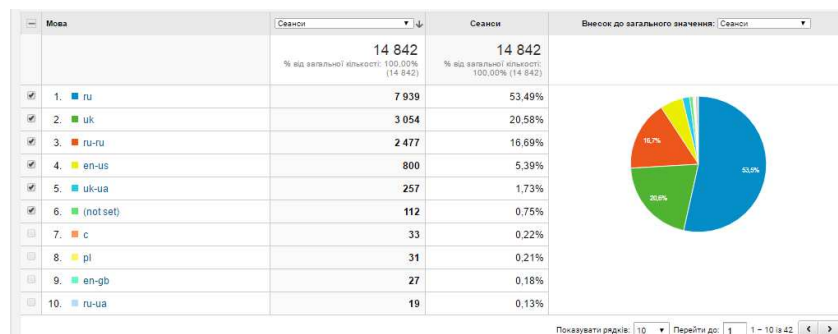 Мова Сеанси Сеанси Внесок до загального значення: Сеанси
14 842 14 842
% від загальної кількості: 100,00% % від загальної кількості:
(14 842) 100,00% (14 842)
1. ru 7 939 53,49%
2. uk 3 054 20,58%
3. ru-ru 2 477 16,69%
4. en-us 800 5,39%
5. uk-ua 257 1,73%
6. (not set) 112 0,75%
7. c 33 0,22%
8. pl 31 0,21%
9. en-gb 27 0,18%
10. ru-ua 19 0,13%
16,7%
53,5%
20,6%
Показувати рядків: 10 Перейти до: 1 1 – 10 із 42